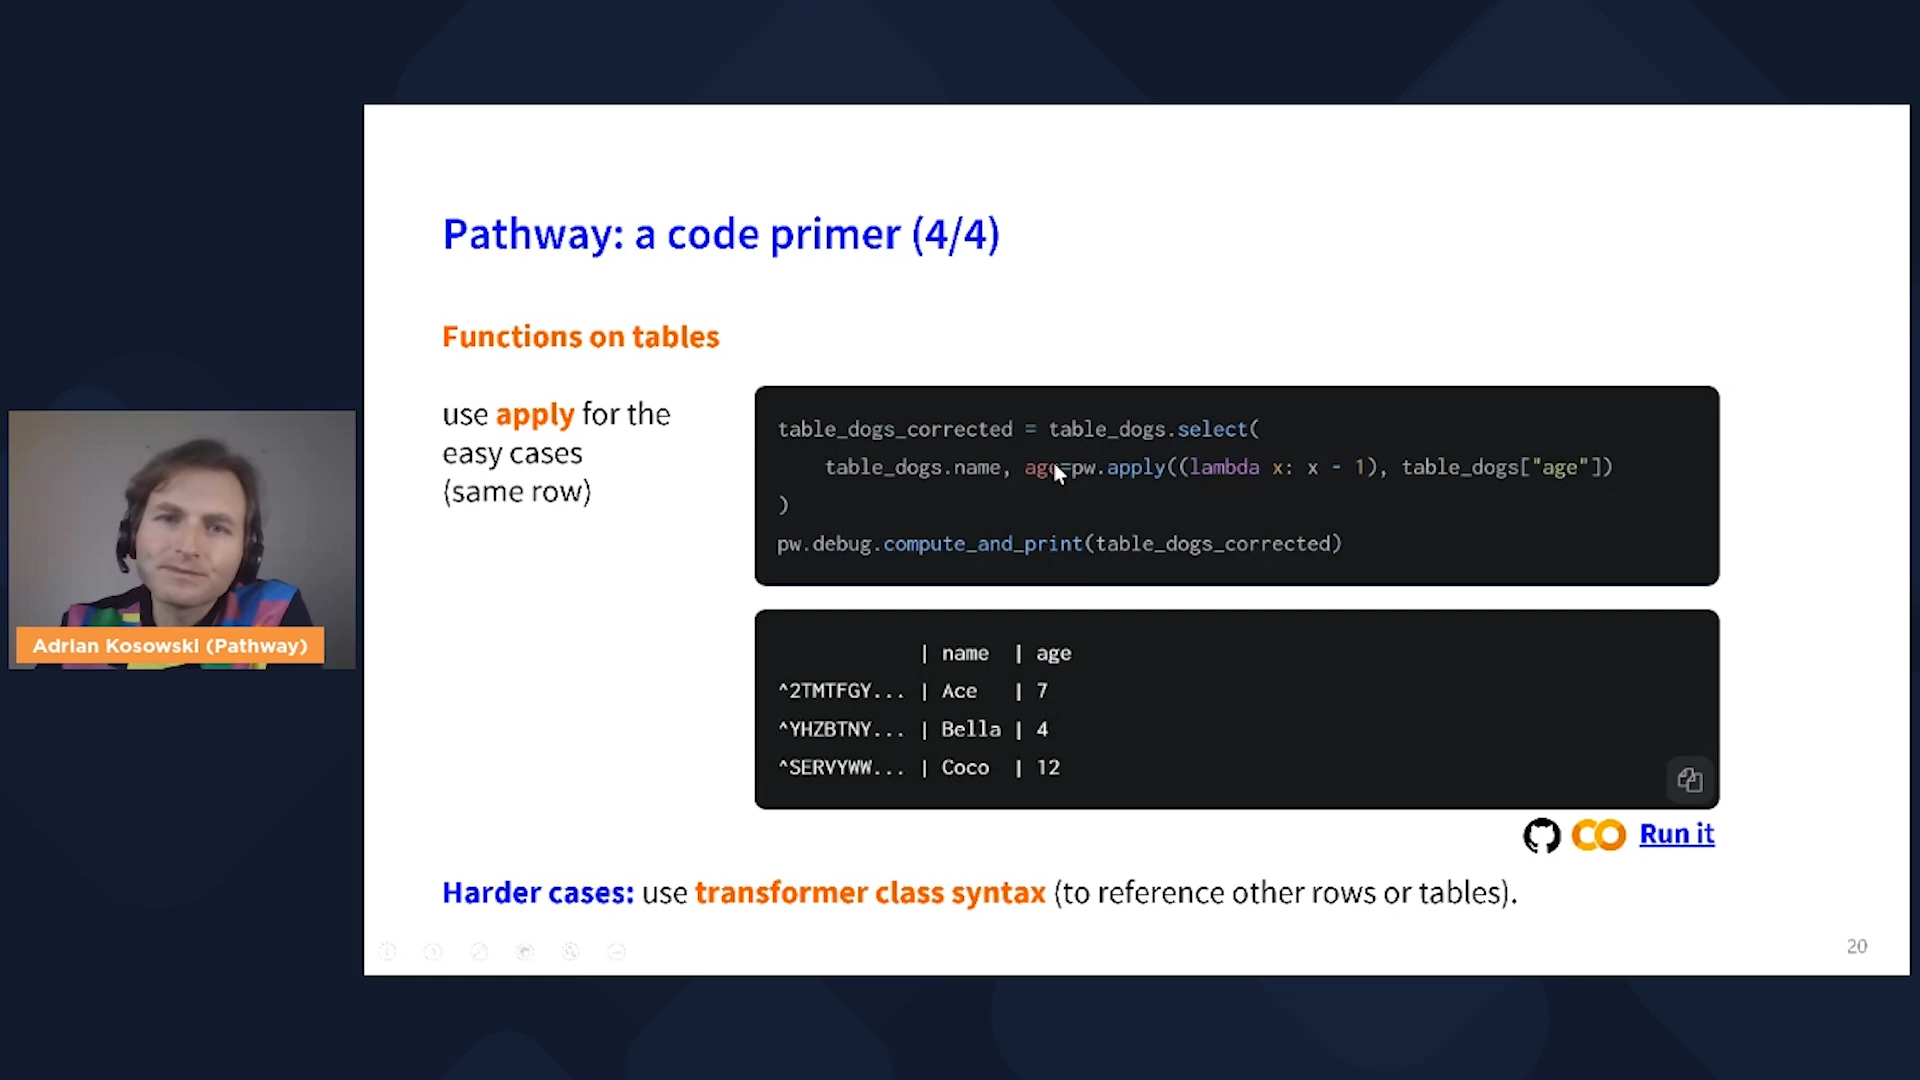 Pathway: a code primer (4/4)
Functions on tables
use apply for the
easy cases
(same row)
table_dogs_corrected = table_dogs.select(
    table_dogs.name, age=pw.apply((lambda x: x - 1), table_dogs["age"])
)
pw.debug.compute_and_print(table_dogs_corrected)
            | name  | age
^2TMTFGY... | Ace   | 7
^YHZBTNY... | Bella | 4
^SERVYWW... | Coco  | 12
Run it
Harder cases: use transformer class syntax (to reference other rows or tables).
20
Adrian Kosowski (Pathway)